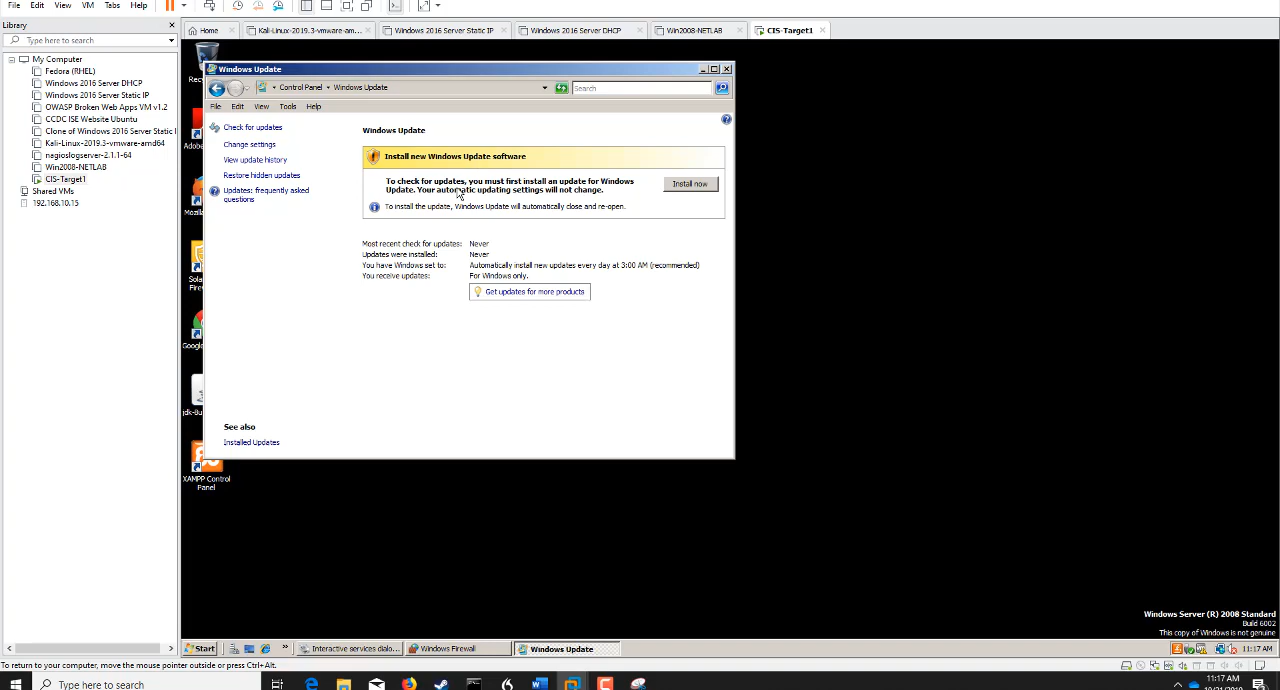 File Edit View VM Tabs Help
Library
Type here to search
My Computer
Fedora (RHEL)
Windows 2016 Server DHCP
Windows 2016 Server Static IP
OWASP Broken Web Apps VM v1.2
CCDC ISE Website Ubuntu
Clone of Windows 2016 Server Static I
Kali-Linux-2019.3-vmware-amd64
nagioslogserver-2.1.1-64
Win2008-NETLAB
CIS-Target1
Shared VMs
192.168.10.15
Home Kali-Linux-2019.3-vmware-am... Windows 2016 Server Static IP Windows 2016 Server DHCP Win2008-NETLAB CIS-Target1
Windows Update
Control Panel Windows Update Search
File Edit View Tools Help
Check for updates
Change settings
View update history
Restore hidden updates
Updates: frequently asked
questions
Windows Update
Install new Windows Update software
To check for updates, you must first install an update for Windows
Update. Your automatic updating settings will not change.
Install now
To install the update, Windows Update will automatically close and re-open.
Most recent check for updates: Never
Updates were installed: Never
You have Windows set to: Automatically install new updates every day at 3:00 AM (recommended)
You receive updates: For Windows only.
Get updates for more products
See also
Installed Updates
XAMPP Control
Panel
Windows Server (R) 2008 Standard
Build 6002
This copy of Windows is not genuine
Start Interactive services dialo... Windows Firewall Windows Update 11:17 AM
To return to your computer, move the mouse pointer outside or press Ctrl+Alt.
Type here to search
11:17 AM